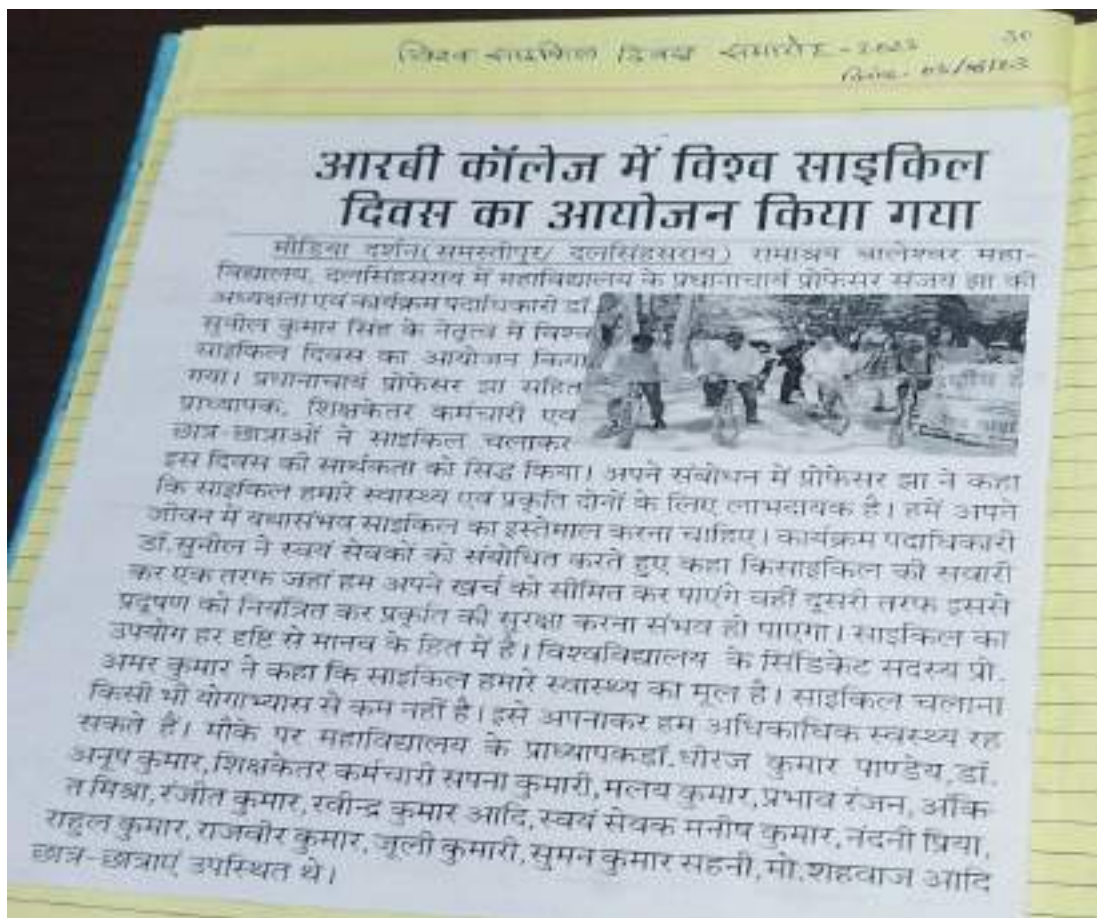 विश्व साइकिल दिवस समारोह - 2023
30
आरबी कॉलेज में विश्व साइकिल
दिवस का आयोजन किया गया
मीडिया दर्शन(समस्तीपुर/ दलसिंहसराय) रामाश्रय बालेश्वर महा-
विद्यालय, दलसिंहसराय में महाविद्यालय के प्रधानाचार्य प्रोफेसर संजय झा की
अध्यक्षता एवं कार्यक्रम पदाधिकारी डॉ.
सुनील कुमार सिंह के नेतृत्व में विश्व
साइकिल दिवस का आयोजन किया
गया। प्रधानाचार्य प्रोफेसर झा सहित
प्राध्यापक, शिक्षकेतर कर्मचारी एवं
छात्र-छात्राओं ने साइकिल चलाकर
इस दिवस की सार्थकता को सिद्ध किया। अपने संबोधन में प्रोफेसर झा ने कहा
कि साइकिल हमारे स्वास्थ्य एवं प्रकृति दोनों के लिए लाभदायक है। हमें अपने
जीवन में यथासंभव साइकिल का इस्तेमाल करना चाहिए। कार्यक्रम पदाधिकारी
डॉ.सुनील ने स्वयं सेवकों को संबोधित करते हुए कहा किसाइकिल की सवारी
कर एक तरफ जहां हम अपने खर्च को सीमित कर पाएंगे वहीं दूसरी तरफ इससे
प्रदूषण को नियंत्रित कर प्रकृति की सुरक्षा करना संभव हो पाएगा। साइकिल का
उपयोग हर दृष्टि से मानव के हित में है। विश्वविद्यालय के सिंडिकेट सदस्य प्रो.
अमर कुमार ने कहा कि साइकिल हमारे स्वास्थ्य का मूल है। साइकिल चलाना
किसी भी योगाभ्यास से कम नहीं है। इसे अपनाकर हम अधिकाधिक स्वस्थ्य रह
सकते हैं। मौके पर महाविद्यालय के प्राध्यापकडॉ.धीरज कुमार पाण्डेय,डॉ.
अनूप कुमार,शिक्षकेतर कर्मचारी सपना कुमारी,मलय कुमार,प्रभाव रंजन, अंकि-
त मिश्रा,रंजीत कुमार,रवीन्द्र कुमार आदि,स्वयं सेवक मनीष कुमार,नंदनी प्रिया,
राहुल कुमार, राजवीर कुमार, जूली कुमारी,सुमन कुमार सहनी,मो.शहवाज आदि
छात्र-छात्राएं उपस्थित थे।